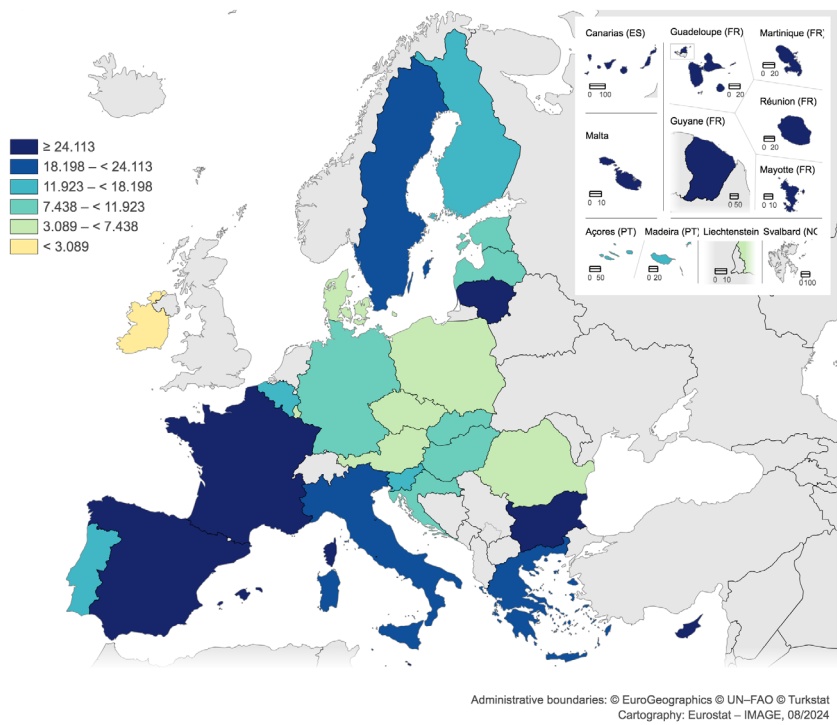 ≥ 24.113
18.198 – < 24.113
11.923 – < 18.198
7.438 – < 11.923
3.089 – < 7.438
< 3.089
Canarias (ES)
0 100
Guadeloupe (FR)
0 20
Martinique (FR)
0 20
Malta
0 10
Guyane (FR)
0 50
Réunion (FR)
0 20
Mayotte (FR)
0 10
Açores (PT)
0 50
Madeira (PT)
0 20
Liechtenstein
0 10
Svalbard (NO
0 100
Administrative boundaries: © EuroGeographics © UN–FAO © Turkstat
Cartography: Eurostat – IMAGE, 08/2024